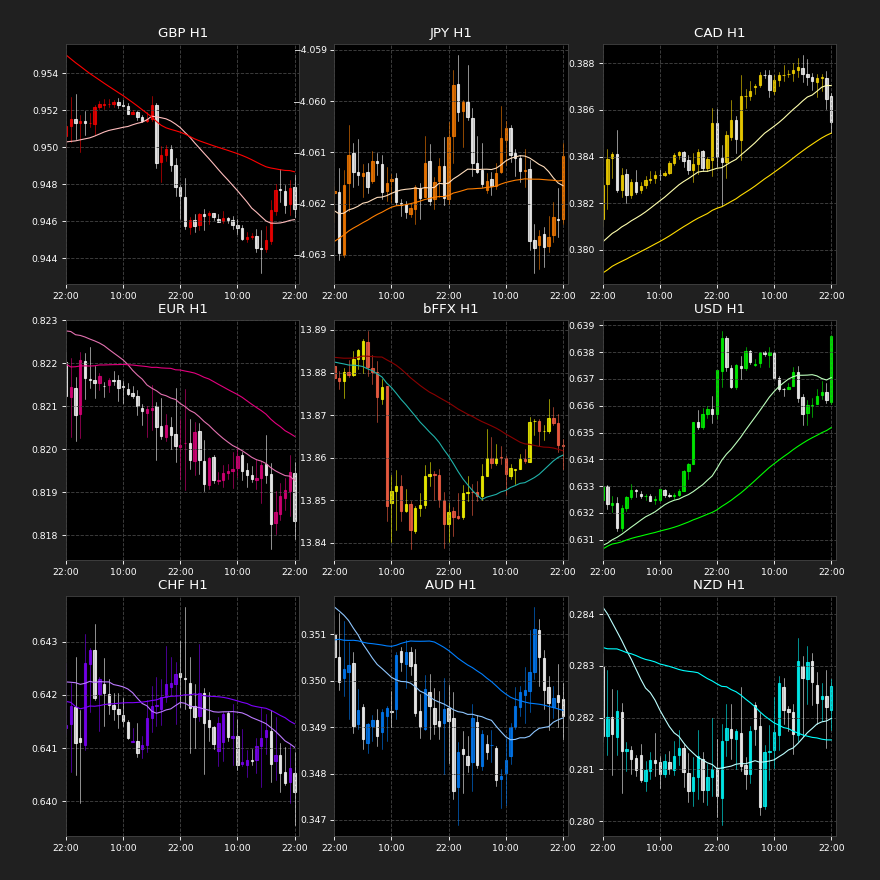 GBP H1
0.954
0.952
0.950
0.948
0.946
0.944
22:00 10:00 22:00 10:00 22:00
JPY H1
−4.059
−4.060
−4.061
−4.062
−4.063
22:00 10:00 22:00 10:00 22:00
CAD H1
0.388
0.386
0.384
0.382
0.380
22:00 10:00 22:00 10:00 22:00
EUR H1
0.823
0.822
0.821
0.820
0.819
0.818
22:00 10:00 22:00 10:00 22:00
bFFX H1
13.89
13.88
13.87
13.86
13.85
13.84
22:00 10:00 22:00 10:00 22:00
USD H1
0.639
0.638
0.637
0.636
0.635
0.634
0.633
0.632
0.631
22:00 10:00 22:00 10:00 22:00
CHF H1
0.643
0.642
0.641
0.640
22:00 10:00 22:00 10:00 22:00
AUD H1
0.351
0.350
0.349
0.348
0.347
22:00 10:00 22:00 10:00 22:00
NZD H1
0.284
0.283
0.282
0.281
0.280
22:00 10:00 22:00 10:00 22:00